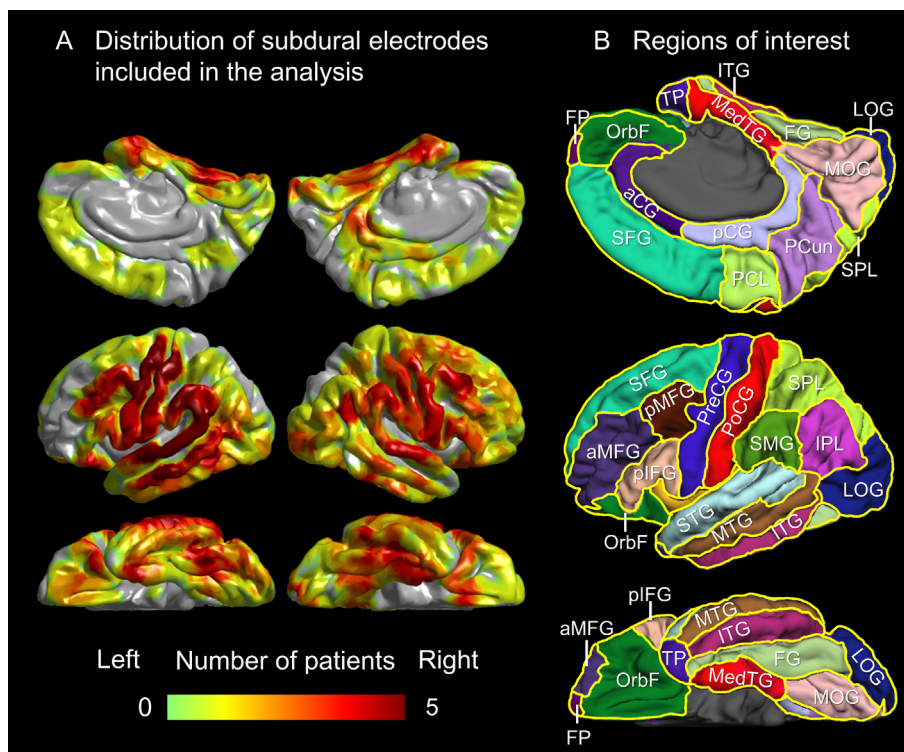 A Distribution of subdural electrodes
included in the analysis
B Regions of interest
ITG
TP
MedTG
LOG
FP
OrbF
FG
MOG
aCG
pCG
SFG
PCun
PCL
SPL
SFG
pMFG
PreCG
PoCG
SPL
aMFG
pIFG
SMG
IPL
LOG
STG
MTG
ITG
OrbF
pIFG
aMFG
MTG
ITG
TP
FG
LOG
OrbF
MedTG
MOG
FP
Left Number of patients Right
0 5